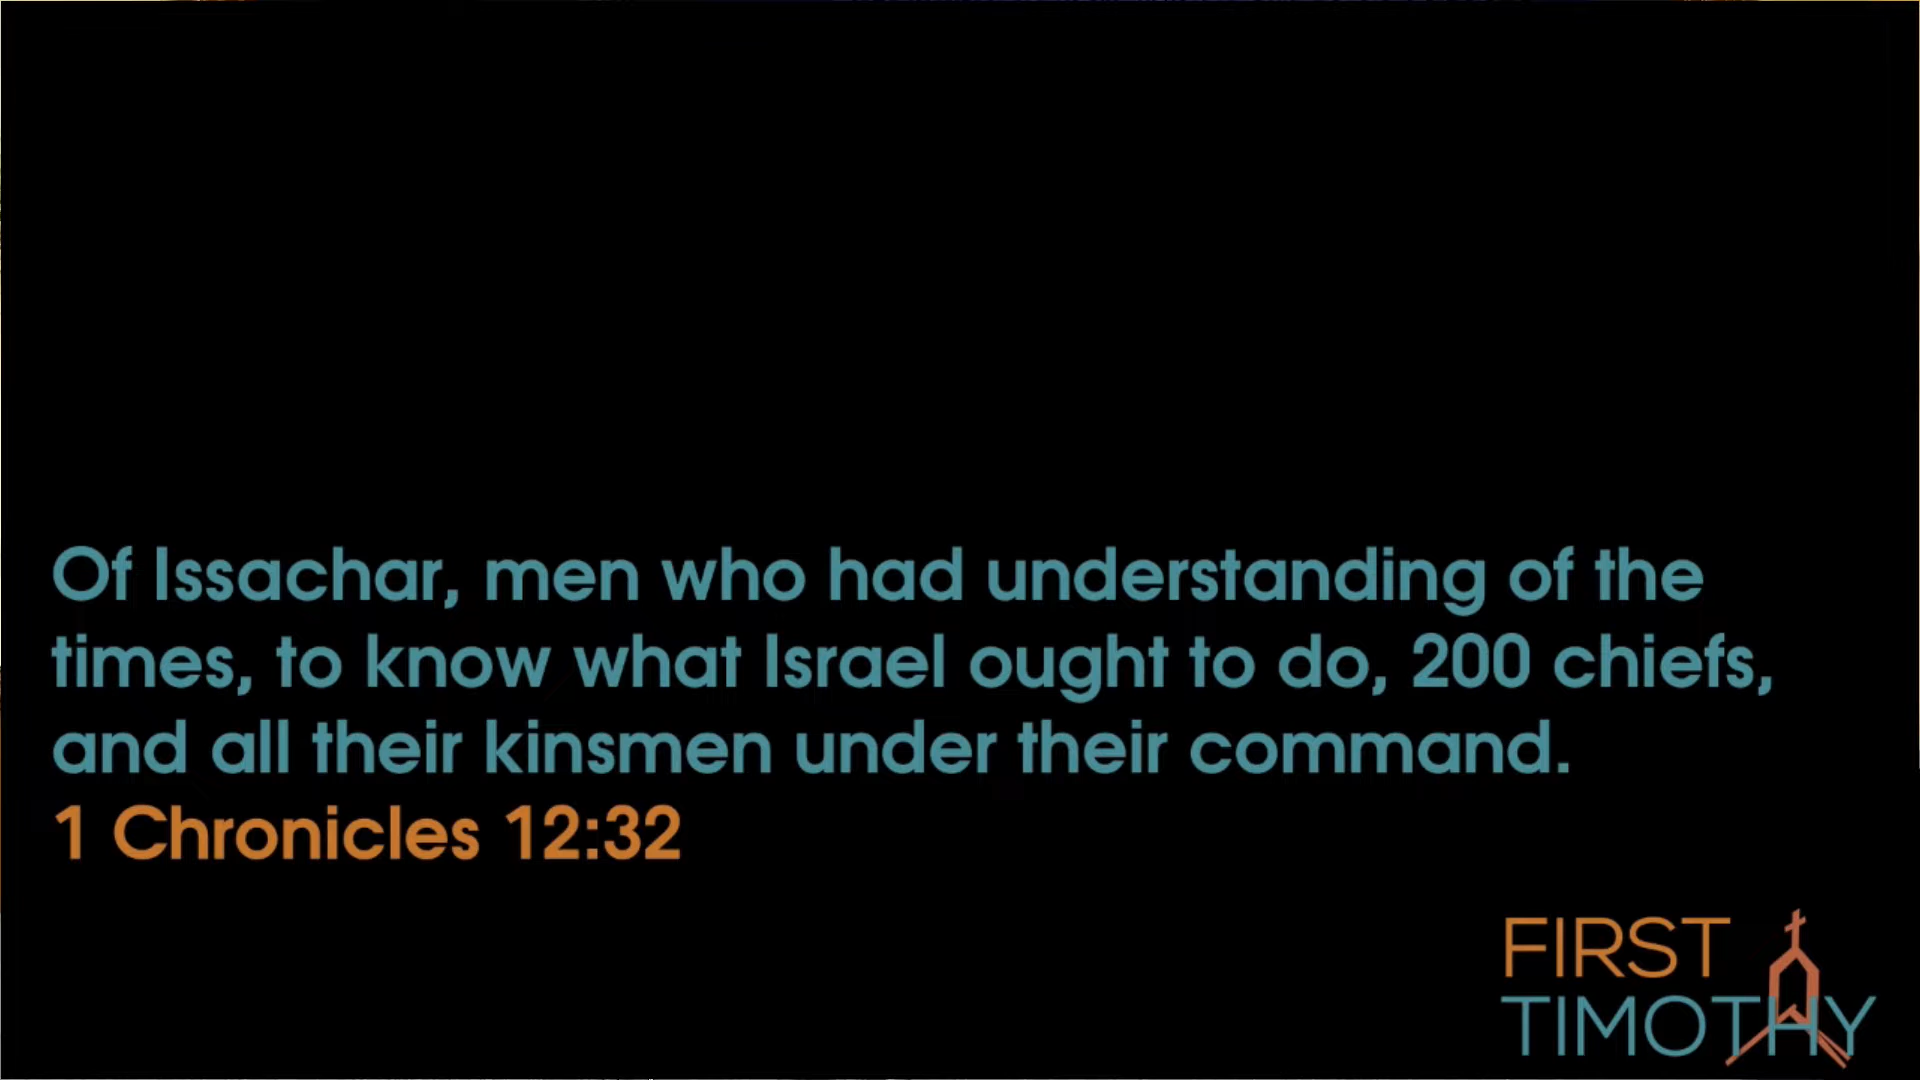 Of Issachar, men who had understanding of the
times, to know what Israel ought to do, 200 chiefs,
and all their kinsmen under their command.
1 Chronicles 12:32
FIRST
TIMOTHY